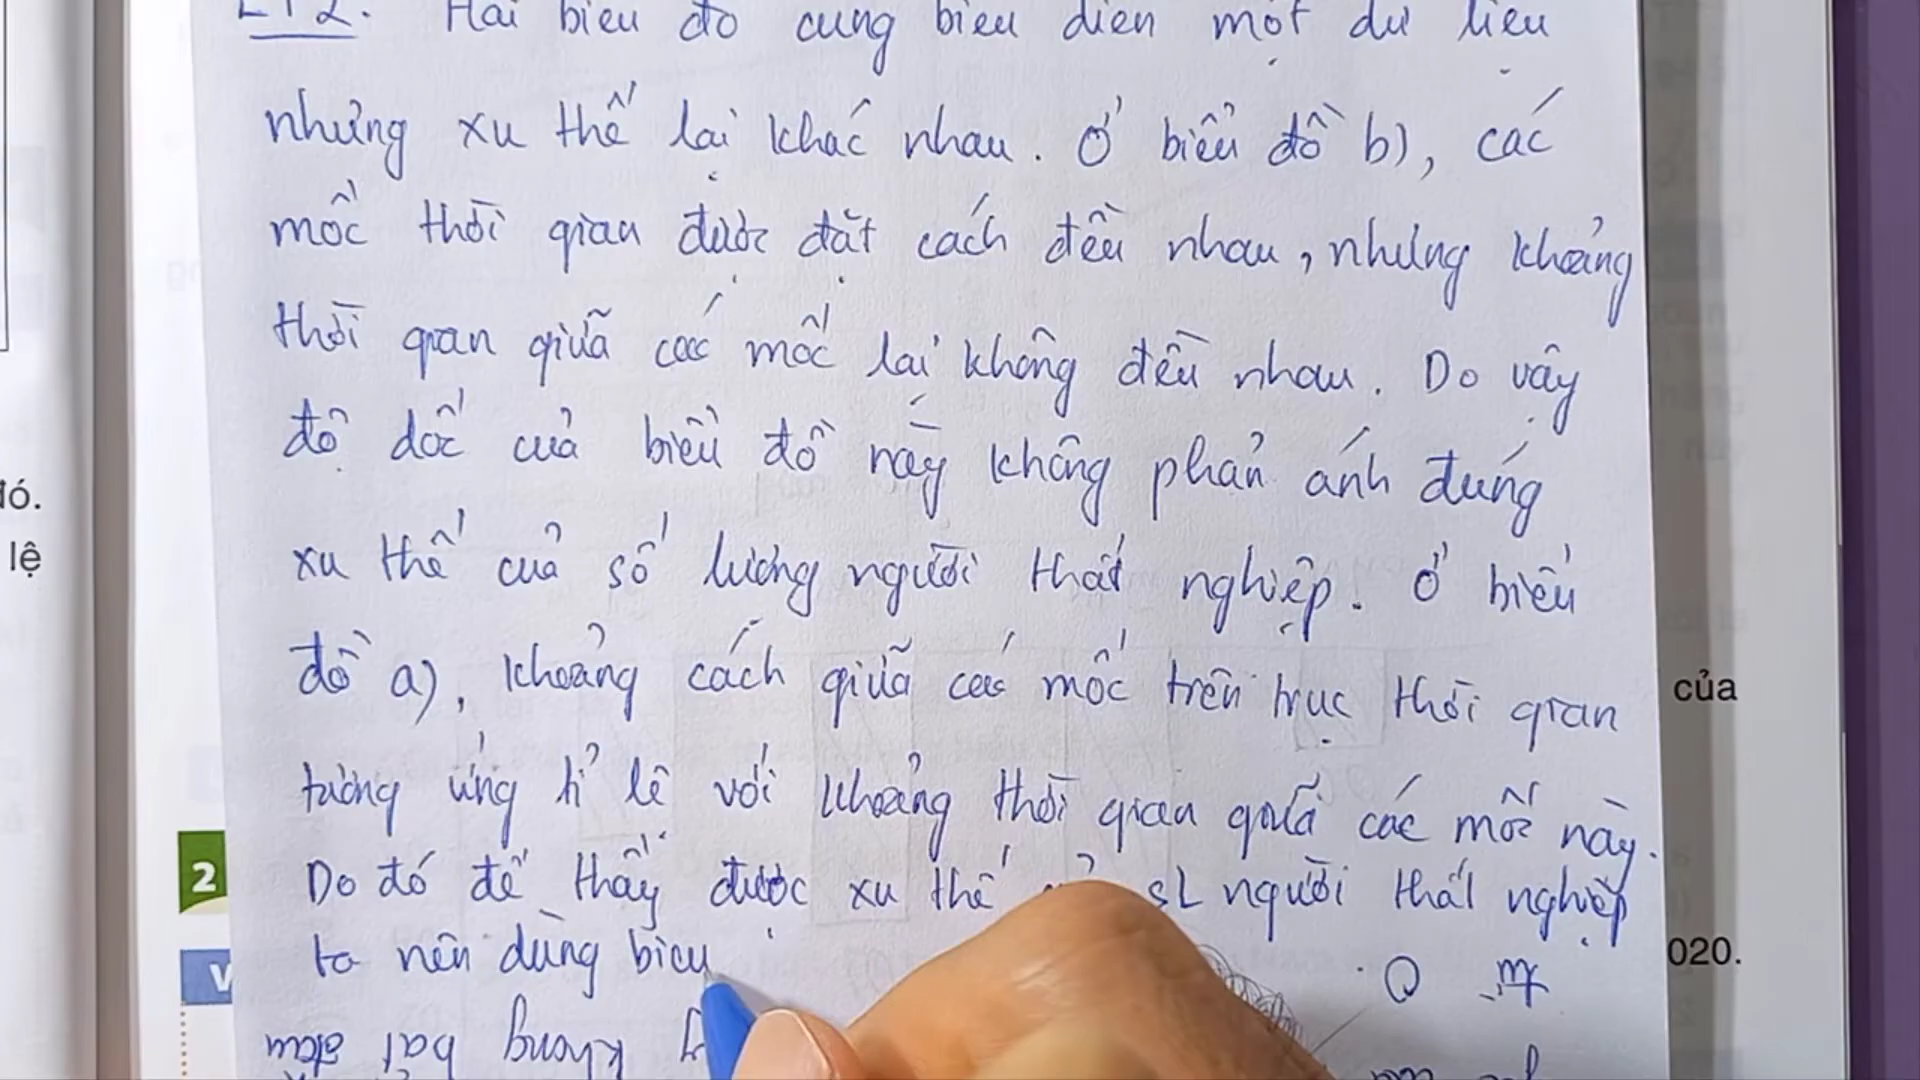 LT2. Hai biểu đồ cùng biểu diễn một dữ liệu
nhưng xu thế lại khác nhau. Ở biểu đồ b), các
mốc thời gian được đặt cách đều nhau, nhưng khoảng
thời gian giữa các mốc lại không đều nhau. Do vậy
độ dốc của biểu đồ này không phản ánh đúng
xu thế của số lượng người thất nghiệp. Ở biểu
đồ a), khoảng cách giữa các mốc trên trục thời gian
tương ứng tỉ lệ với khoảng thời gian giữa các mốc này.
Do đó để thấy được xu thế SL người thất nghiệp
ta nên dùng biểu
đó.
lệ
của
020.
2
V